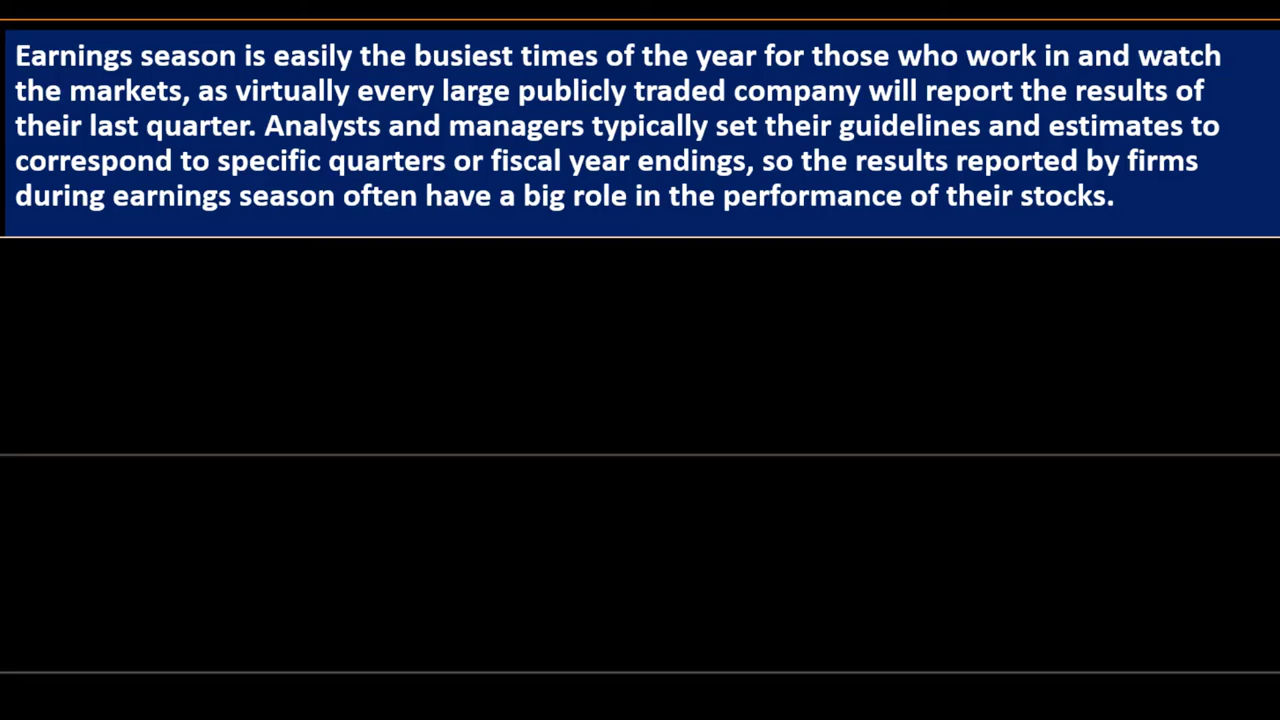 Earnings season is easily the busiest times of the year for those who work in and watch
the markets, as virtually every large publicly traded company will report the results of
their last quarter. Analysts and managers typically set their guidelines and estimates to
correspond to specific quarters or fiscal year endings, so the results reported by firms
during earnings season often have a big role in the performance of their stocks.